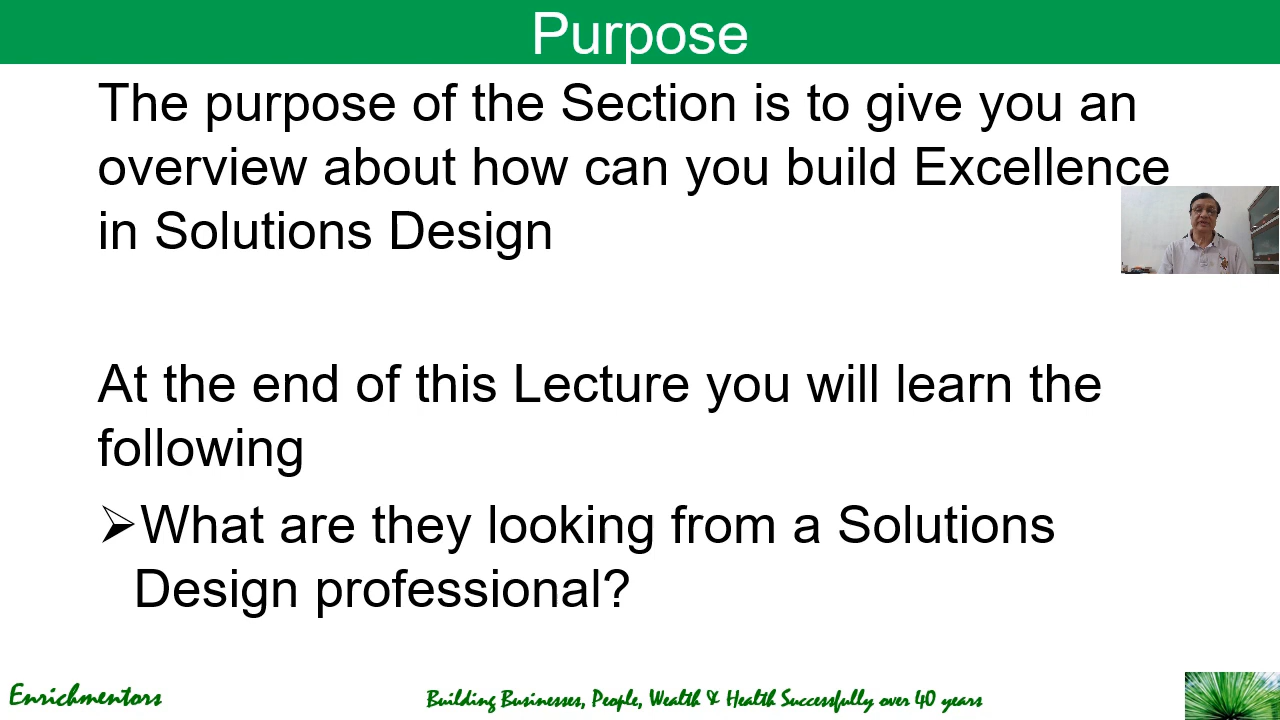 Purpose
The purpose of the Section is to give you an
overview about how can you build Excellence
in Solutions Design
At the end of this Lecture you will learn the
following
➢What are they looking from a Solutions
Design professional?
Enrichmentors
Building Businesses, People, Wealth & Health Successfully over 40 years